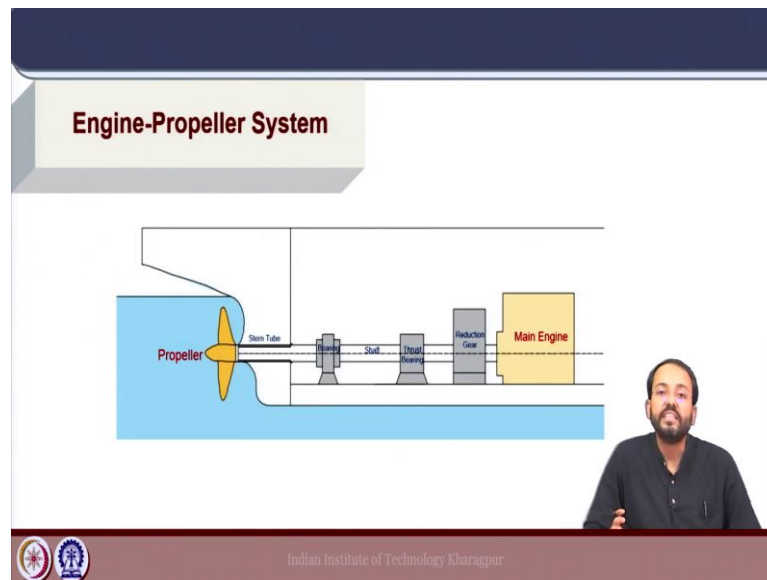 Engine-Propeller System
Propeller
Stern Tube
Bearing
Shaft
Thrust
Bearing
Reduction
Gear
Main Engine
Indian Institute of Technology Kharagpur